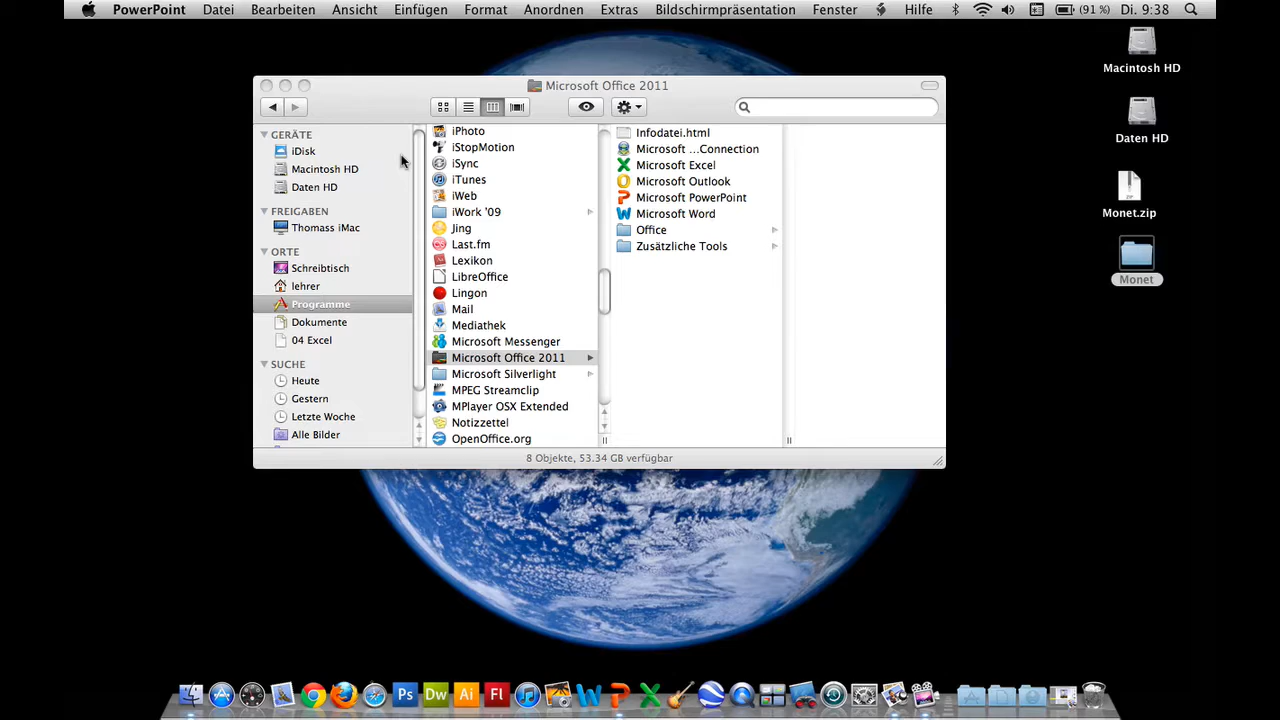 PowerPoint Datei Bearbeiten Ansicht Einfügen Format Anordnen Extras Bildschirmpräsentation Fenster Hilfe (91 %) Di. 9:38
Microsoft Office 2011
GERÄTE
iDisk
Macintosh HD
Daten HD
FREIGABEN
Thomass iMac
ORTE
Schreibtisch
lehrer
Programme
Dokumente
04 Excel
SUCHE
Heute
Gestern
Letzte Woche
Alle Bilder
iPhoto
iStopMotion
iSync
iTunes
iWeb
iWork '09
Jing
Last.fm
Lexikon
LibreOffice
Lingon
Mail
Mediathek
Microsoft Messenger
Microsoft Office 2011
Microsoft Silverlight
MPEG Streamclip
MPlayer OSX Extended
Notizzettel
OpenOffice.org
Infodatei.html
Microsoft ...Connection
Microsoft Excel
Microsoft Outlook
Microsoft PowerPoint
Microsoft Word
Office
Zusätzliche Tools
8 Objekte, 53.34 GB verfügbar
Macintosh HD
Daten HD
ZIP
Monet.zip
Monet
Ps Dw Ai Fl